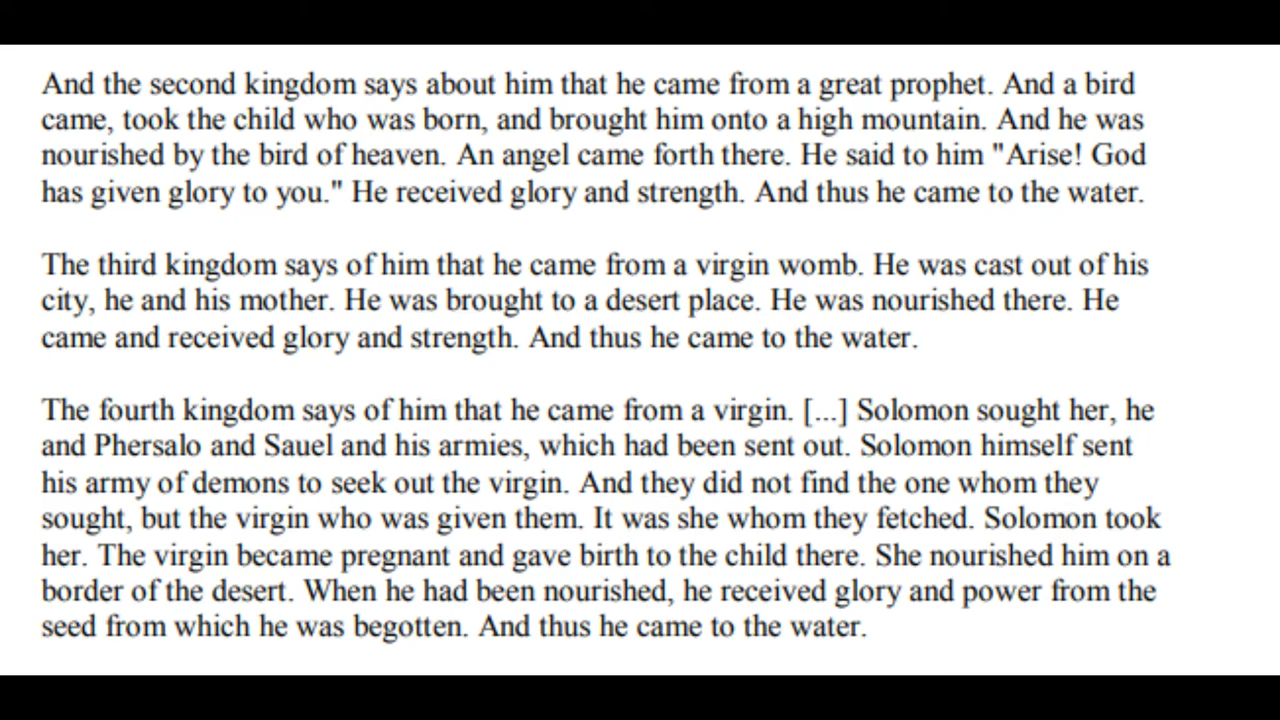 And the second kingdom says about him that he came from a great prophet. And a bird
came, took the child who was born, and brought him onto a high mountain. And he was
nourished by the bird of heaven. An angel came forth there. He said to him "Arise! God
has given glory to you." He received glory and strength. And thus he came to the water.
The third kingdom says of him that he came from a virgin womb. He was cast out of his
city, he and his mother. He was brought to a desert place. He was nourished there. He
came and received glory and strength. And thus he came to the water.
The fourth kingdom says of him that he came from a virgin. [...] Solomon sought her, he
and Phersalo and Sauel and his armies, which had been sent out. Solomon himself sent
his army of demons to seek out the virgin. And they did not find the one whom they
sought, but the virgin who was given them. It was she whom they fetched. Solomon took
her. The virgin became pregnant and gave birth to the child there. She nourished him on a
border of the desert. When he had been nourished, he received glory and power from the
seed from which he was begotten. And thus he came to the water.